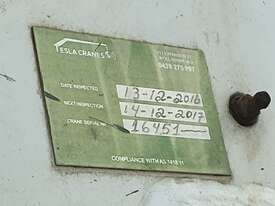 ESLA CRANES
0439 275 997
DATE INSPECTED 13-12-2016
NEXT INSPECTION 14-12-2017
CRANE SERIAL No 16451
COMPLIANCE WITH AS 1418 11